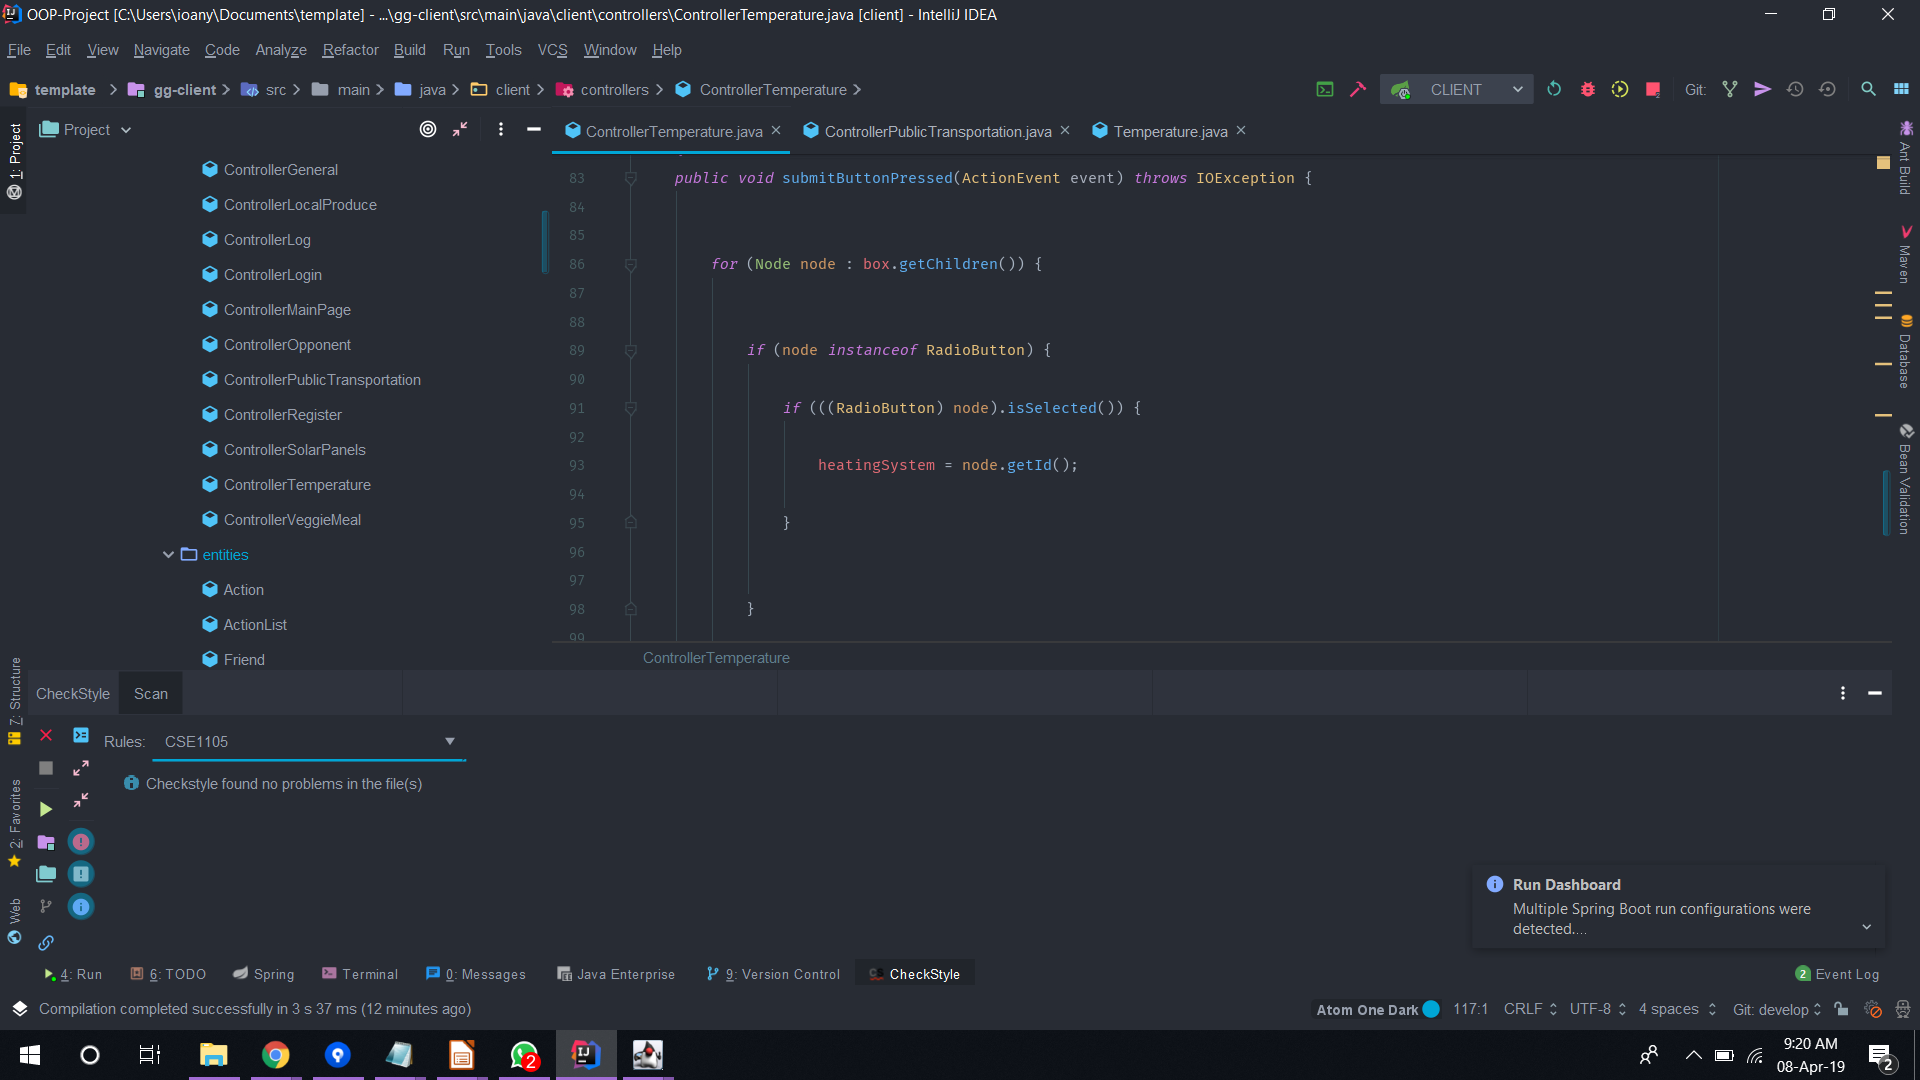 OOP-Project [C:\Users\ioany\Documents\template] - ...\gg-client\src\main\java\client\controllers\ControllerTemperature.java [client] - IntelliJ IDEA
File Edit View Navigate Code Analyze Refactor Build Run Tools VCS Window Help
template gg-client src main java client controllers ControllerTemperature CLIENT Git:
Project
ControllerTemperature.java ControllerPublicTransportation.java Temperature.java
1: Project
ControllerGeneral
ControllerLocalProduce
ControllerLog
ControllerLogin
ControllerMainPage
ControllerOpponent
ControllerPublicTransportation
ControllerRegister
ControllerSolarPanels
ControllerTemperature
ControllerVeggieMeal
entities
Action
ActionList
Friend
83 public void submitButtonPressed(ActionEvent event) throws IOException {
84
85
86 for (Node node : box.getChildren()) {
87
88
89 if (node instanceof RadioButton) {
90
91 if (((RadioButton) node).isSelected()) {
92
93 heatingSystem = node.getId();
94
95 }
96
97
98 }
99
ControllerTemperature
Ant Build
Maven
Database
Bean Validation
7: Structure
2: Favorites
Web
CheckStyle Scan
Rules: CSE1105
Checkstyle found no problems in the file(s)
Run Dashboard
Multiple Spring Boot run configurations were
detected....
4: Run 6: TODO Spring Terminal 0: Messages Java Enterprise 9: Version Control CheckStyle 2 Event Log
Compilation completed successfully in 3 s 37 ms (12 minutes ago) Atom One Dark 117:1 CRLF UTF-8 4 spaces Git: develop
2
9:20 AM
08-Apr-19
2